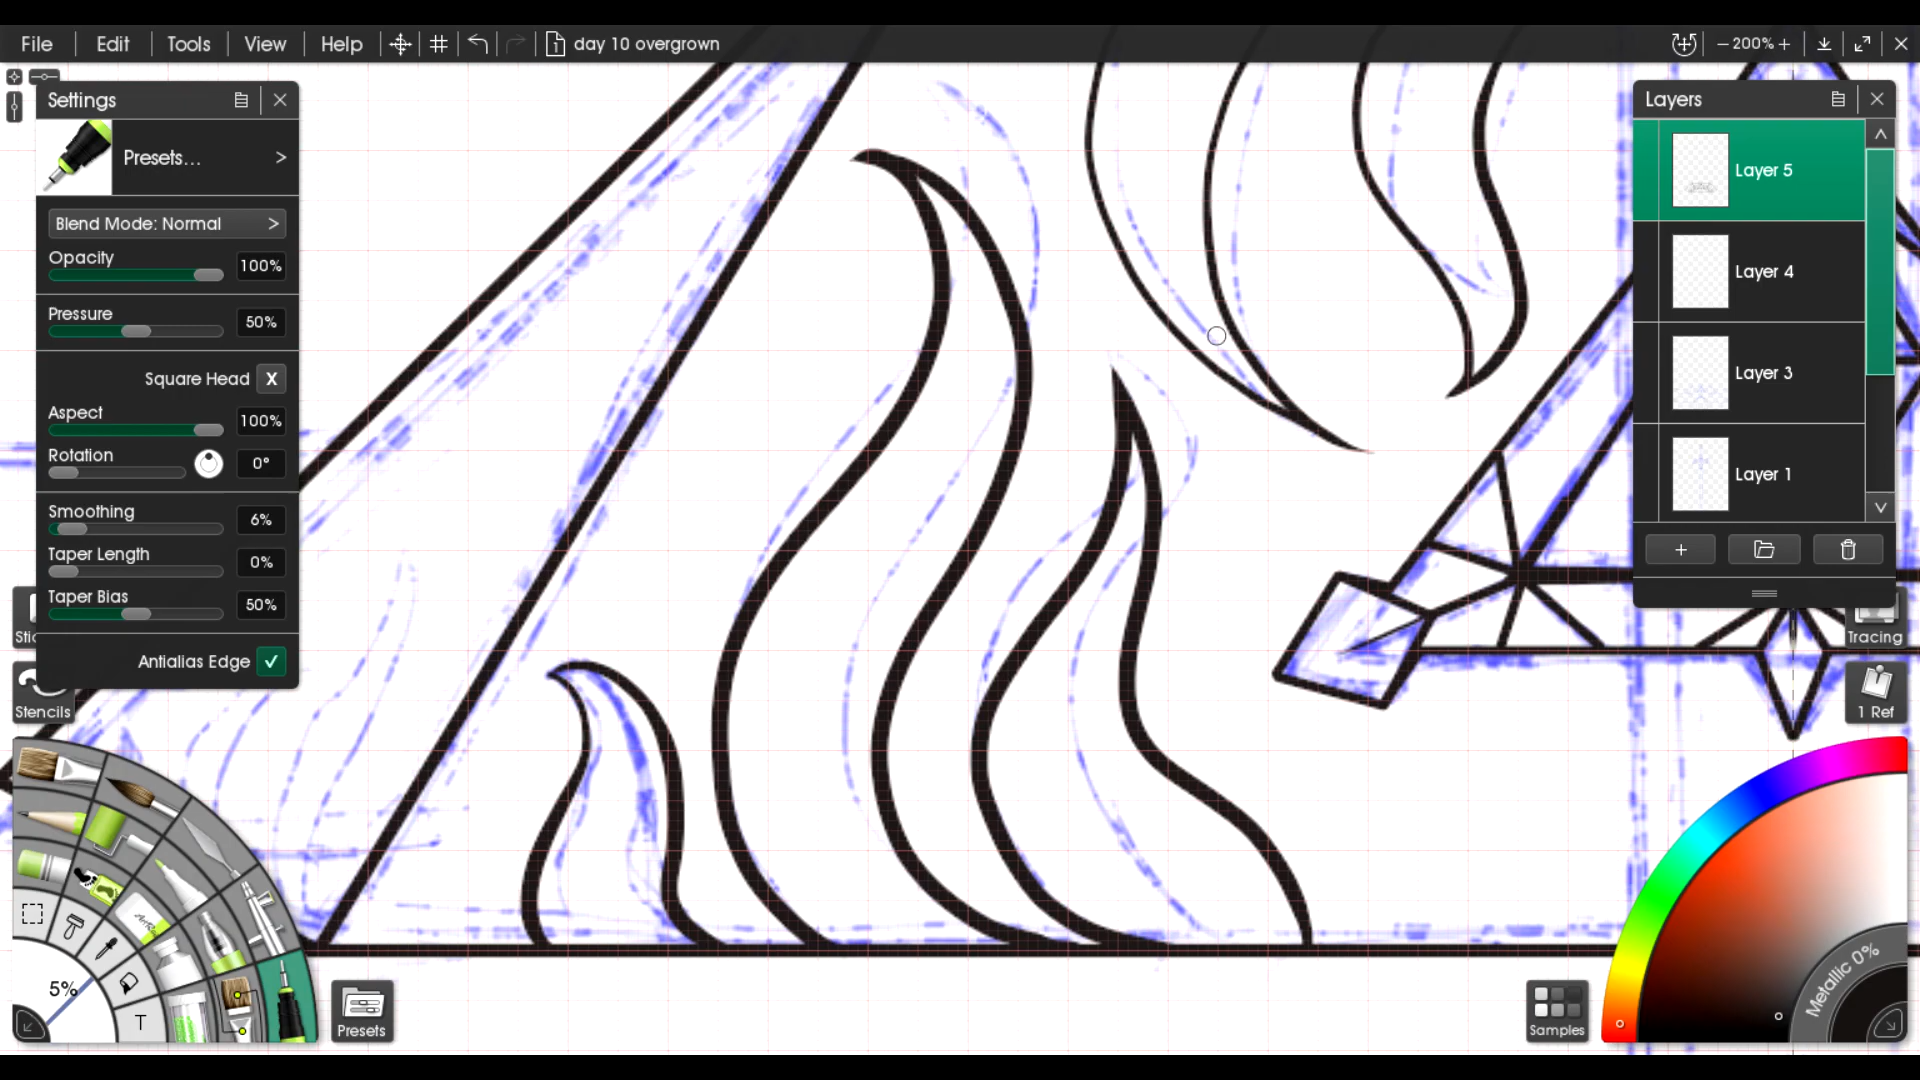 File Edit Tools View Help day 10 overgrown 200%
Settings
Presets...
Blend Mode: Normal
Opacity 100%
Pressure 50%
Square Head X
Aspect 100%
Rotation 0°
Smoothing 6%
Taper Length 0%
Taper Bias 50%
Antialias Edge
Stencils
5%
T
Presets
Layers
Layer 5
Layer 4
Layer 3
Layer 1
Tracing
1 Ref
Metallic 0%
Samples